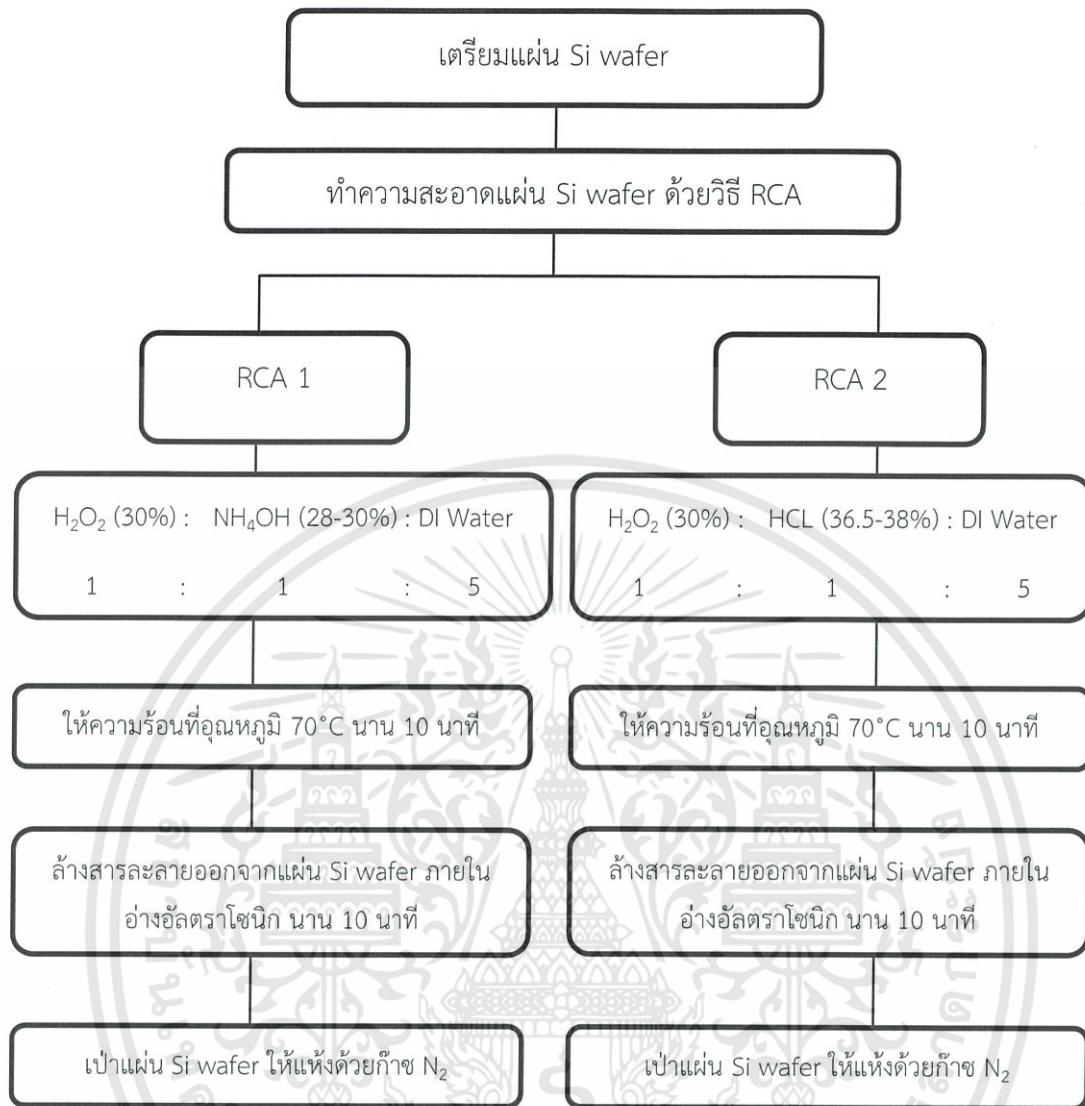 เตรียมแผ่น Si wafer
ทำความสะอาดแผ่น Si wafer ด้วยวิธี RCA
RCA 1
H₂O₂ (30%) : NH₄OH (28-30%) : DI Water
1 : 1 : 5
ให้ความร้อนที่อุณหภูมิ 70°C นาน 10 นาที
ล้างสารละลายออกจากแผ่น Si wafer ภายใน
อ่างอัลตราโซนิก นาน 10 นาที
เป่าแผ่น Si wafer ให้แห้งด้วยก๊าซ N₂
RCA 2
H₂O₂ (30%) : HCL (36.5-38%) : DI Water
1 : 1 : 5
ให้ความร้อนที่อุณหภูมิ 70°C นาน 10 นาที
ล้างสารละลายออกจากแผ่น Si wafer ภายใน
อ่างอัลตราโซนิก นาน 10 นาที
เป่าแผ่น Si wafer ให้แห้งด้วยก๊าซ N₂